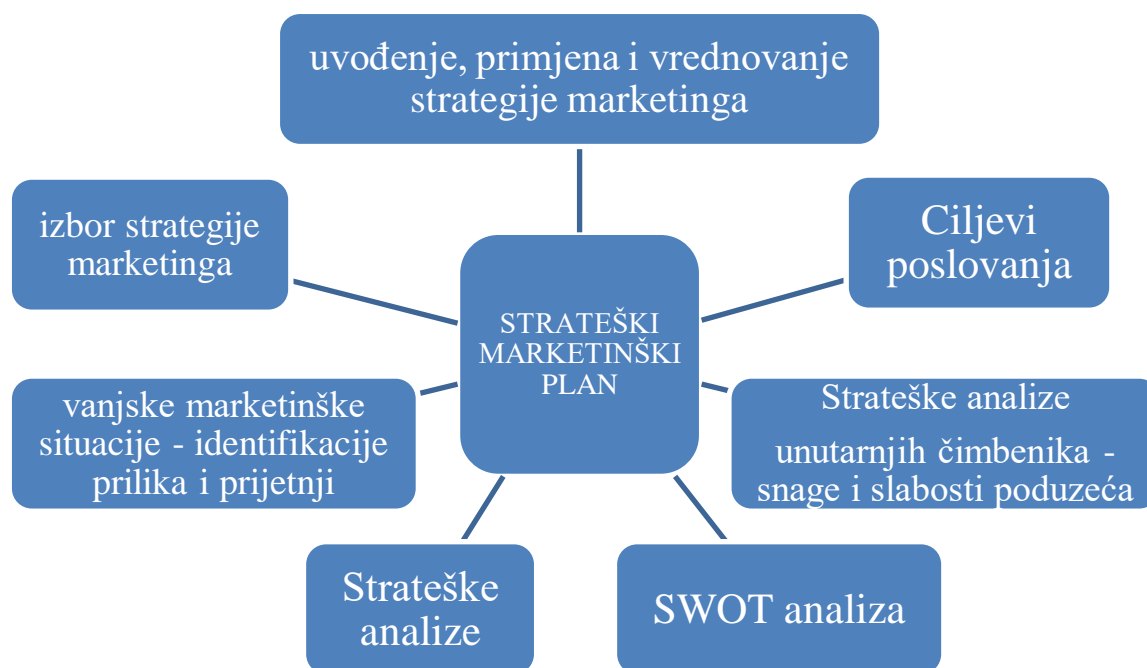 uvođenje, primjena i vrednovanje
strategije marketinga
izbor strategije
marketinga
Ciljevi
poslovanja
STRATEŠKI
MARKETINŠKI
PLAN
vanjske marketinške
situacije - identifikacije
prilika i prijetnji
Strateške analize
unutarnjih čimbenika -
snage i slabosti poduzeća
Strateške
analize
SWOT analiza